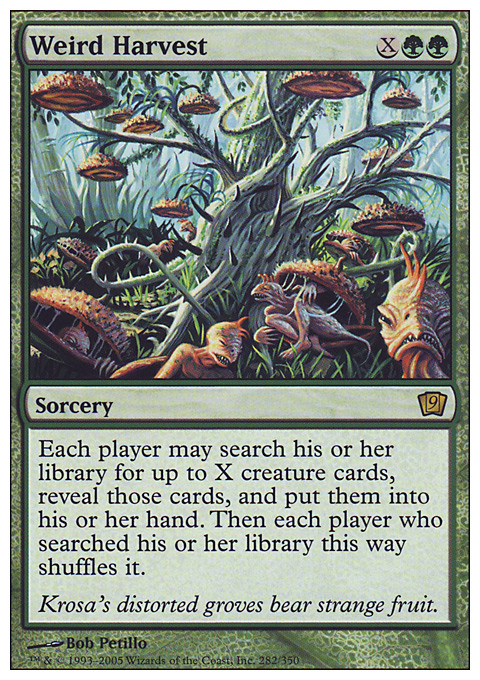 Weird Harvest X
Sorcery 9
Each player may search his or her
library for up to X creature cards,
reveal those cards, and put them into
his or her hand. Then each player who
searched his or her library this way
shuffles it.
Krosa's distorted groves bear strange fruit.
Bob Petillo
™ & © 1993–2005 Wizards of the Coast, Inc. 282/350